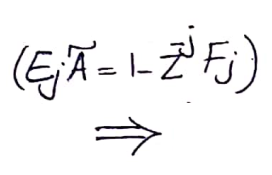 (E_j Ã = 1 - z̄^j F_j)
⟹